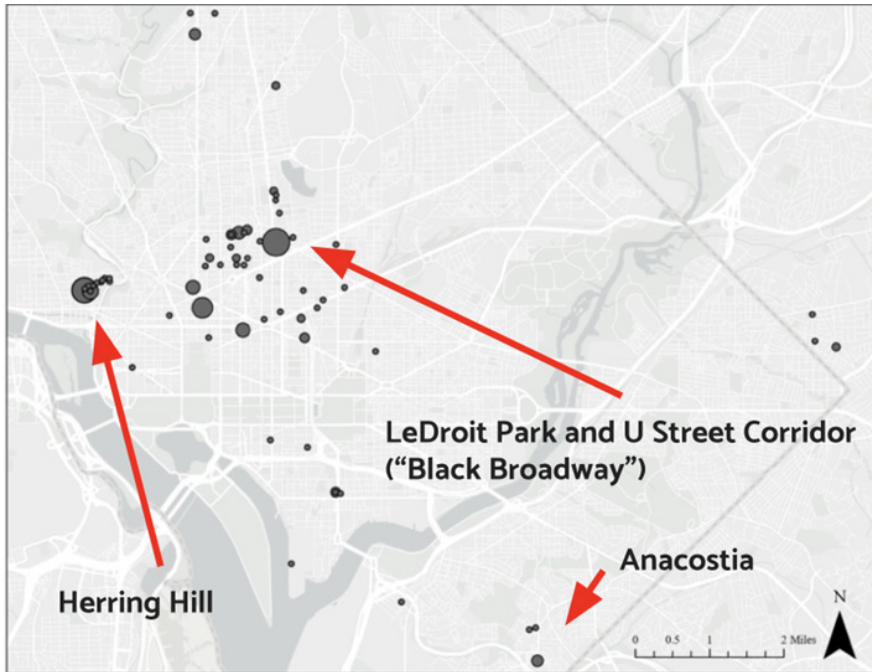 LeDroit Park and U Street Corridor
(“Black Broadway”)
Anacostia
Herring Hill
N
0 0.5 1 2 Miles